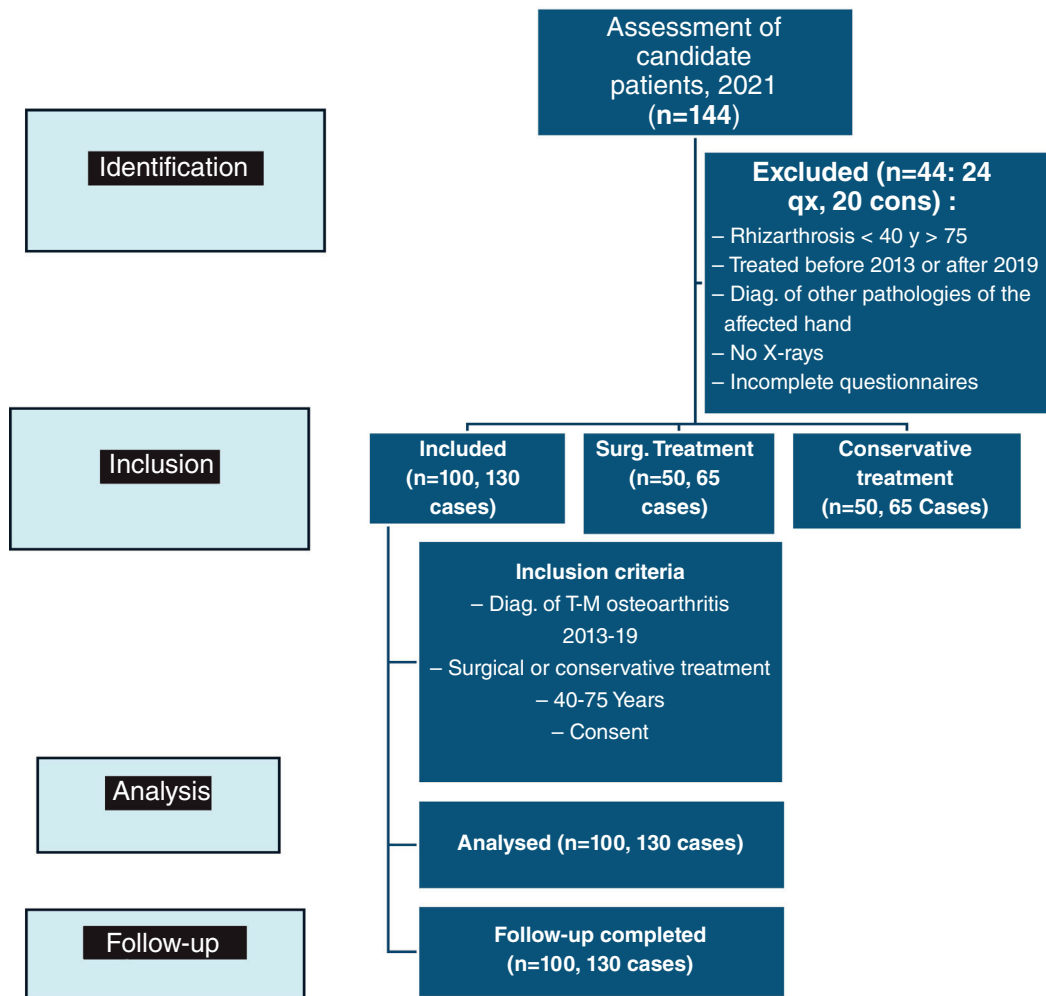 Assessment of
candidate
patients, 2021
(n=144)
Identification
Excluded (n=44: 24
qx, 20 cons) :
– Rhizarthrosis < 40 y > 75
– Treated before 2013 or after 2019
– Diag. of other pathologies of the
affected hand
– No X-rays
– Incomplete questionnaires
Inclusion
Included
(n=100, 130
cases)
Surg. Treatment
(n=50, 65
cases)
Conservative
treatment
(n=50, 65 Cases)
Inclusion criteria
– Diag. of T-M osteoarthritis
2013-19
– Surgical or conservative treatment
– 40-75 Years
– Consent
Analysis
Analysed (n=100, 130 cases)
Follow-up
Follow-up completed
(n=100, 130 cases)